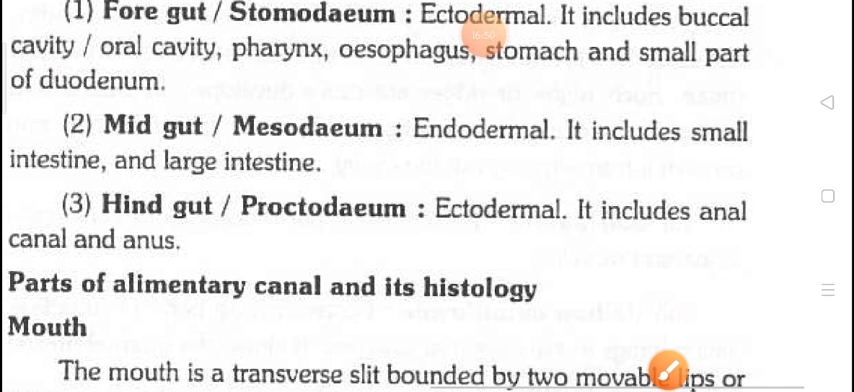 (1) Fore gut / Stomodaeum : Ectodermal. It includes buccal
cavity / oral cavity, pharynx, oesophagus, stomach and small part
of duodenum.
(2) Mid gut / Mesodaeum : Endodermal. It includes small
intestine, and large intestine.
(3) Hind gut / Proctodaeum : Ectodermal. It includes anal
canal and anus.
Parts of alimentary canal and its histology
Mouth
The mouth is a transverse slit bounded by two movable lips or
16:50